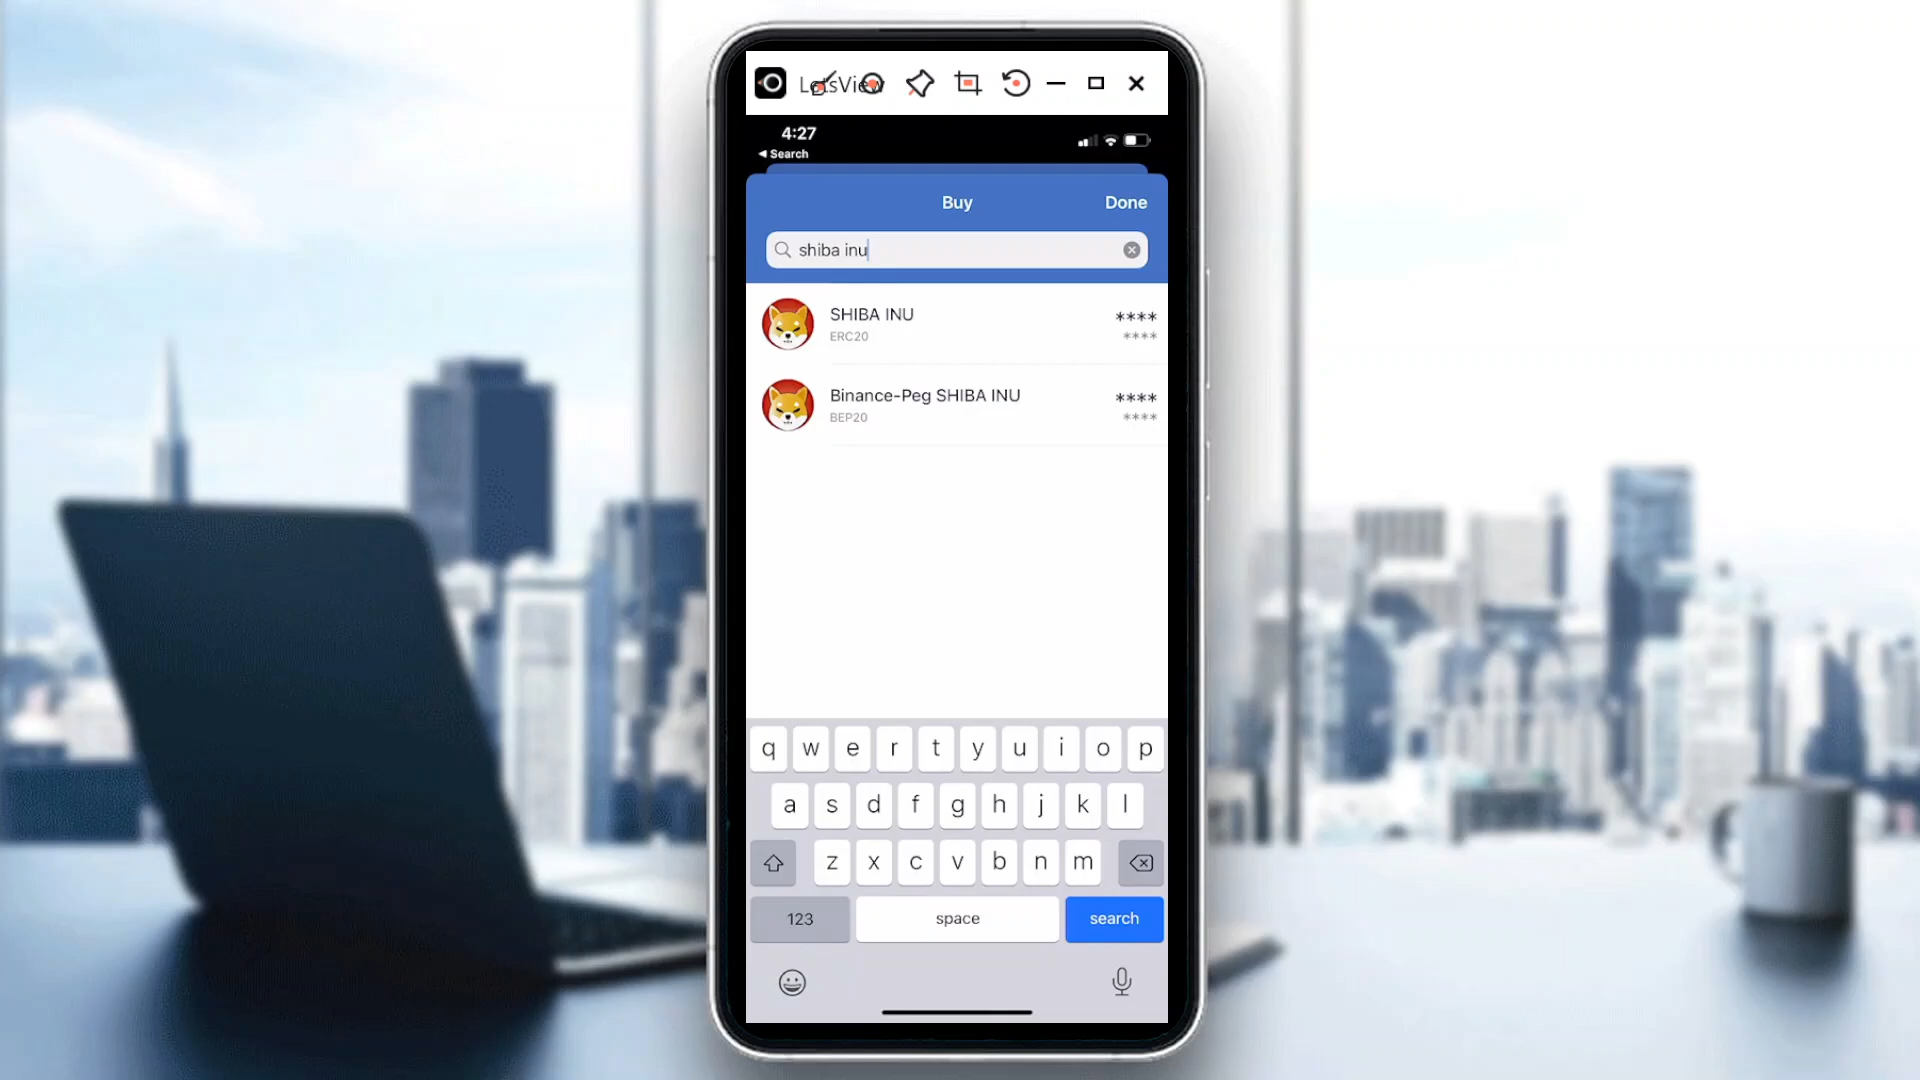 LetsView
4:27
Search
Buy
Done
shiba inu
SHIBA INU
****
ERC20
****
Binance-Peg SHIBA INU
****
BEP20
****
q w e r t y u i o p
a s d f g h j k l
z x c v b n m
123
space
search